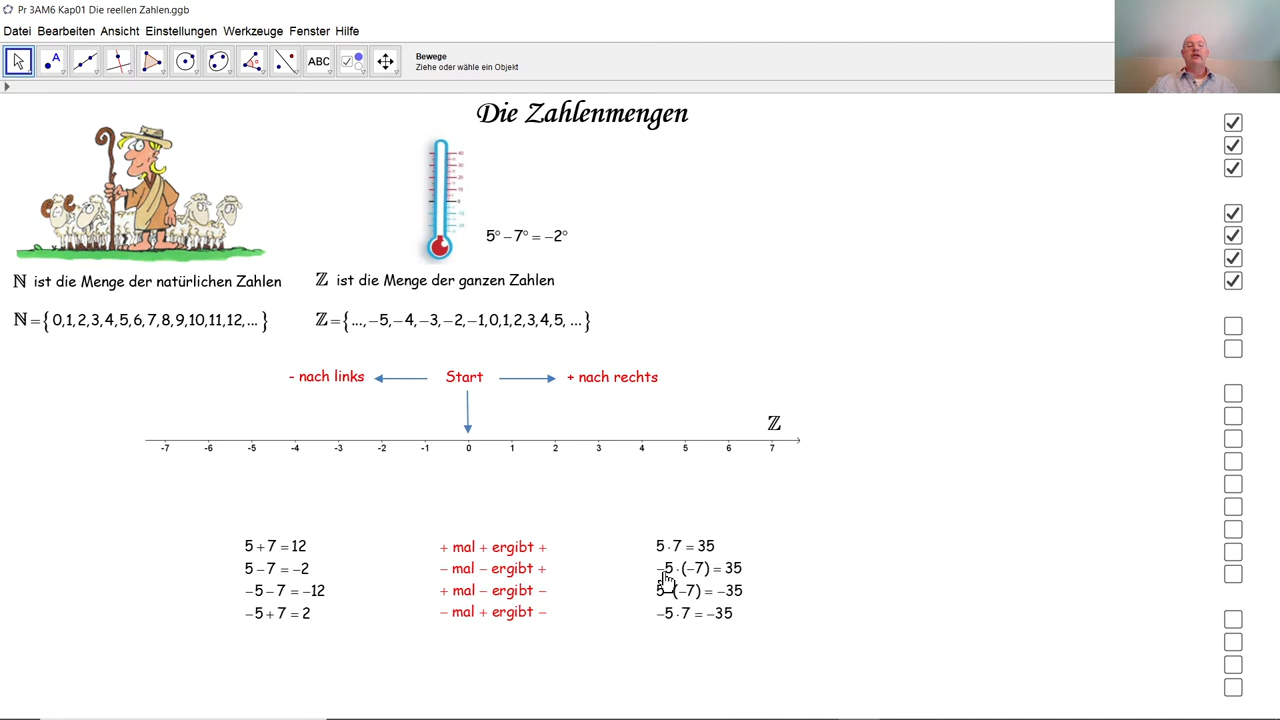 Pr 3AM6 Kap01 Die reellen Zahlen.ggb
Datei Bearbeiten Ansicht Einstellungen Werkzeuge Fenster Hilfe
A
ABC
Bewege
Ziehe oder wähle ein Objekt
Die Zahlenmengen
5° − 7° = −2°
ℕ ist die Menge der natürlichen Zahlen
ℤ ist die Menge der ganzen Zahlen
ℕ = { 0,1,2,3,4,5,6,7,8,9,10,11,12,... }
ℤ = { ..., −5, −4, −3, −2, −1,0,1,2,3,4,5, ... }
- nach links Start + nach rechts
ℤ
-7 -6 -5 -4 -3 -2 -1 0 1 2 3 4 5 6 7
5 + 7 = 12 + mal + ergibt + 5 · 7 = 35
5 − 7 = −2 − mal − ergibt + −5 · (−7) = 35
−5 − 7 = −12 + mal − ergibt − 5 · (−7) = −35
−5 + 7 = 2 − mal + ergibt − −5 · 7 = −35